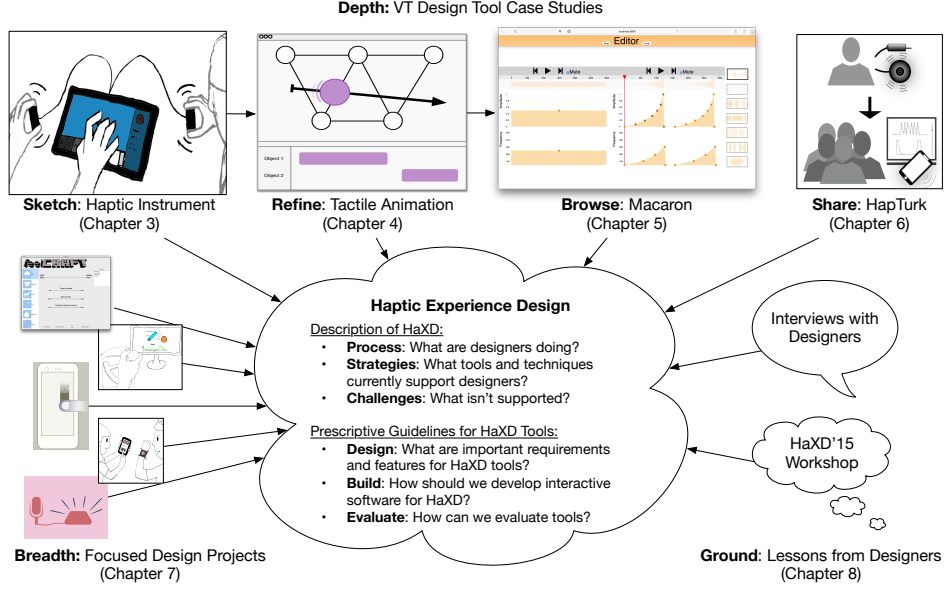 Depth: VT Design Tool Case Studies
Editor
Mute
Mute
Amplitude
Frequency
Object 1
Object 2
Sketch: Haptic Instrument
(Chapter 3)
Refine: Tactile Animation
(Chapter 4)
Browse: Macaron
(Chapter 5)
Share: HapTurk
(Chapter 6)
feelCRAFT
Haptic Experience Design
Description of HaXD:
• Process: What are designers doing?
• Strategies: What tools and techniques
currently support designers?
• Challenges: What isn't supported?
Prescriptive Guidelines for HaXD Tools:
• Design: What are important requirements
and features for HaXD tools?
• Build: How should we develop interactive
software for HaXD?
• Evaluate: How can we evaluate tools?
Interviews with
Designers
HaXD'15
Workshop
Breadth: Focused Design Projects
(Chapter 7)
Ground: Lessons from Designers
(Chapter 8)